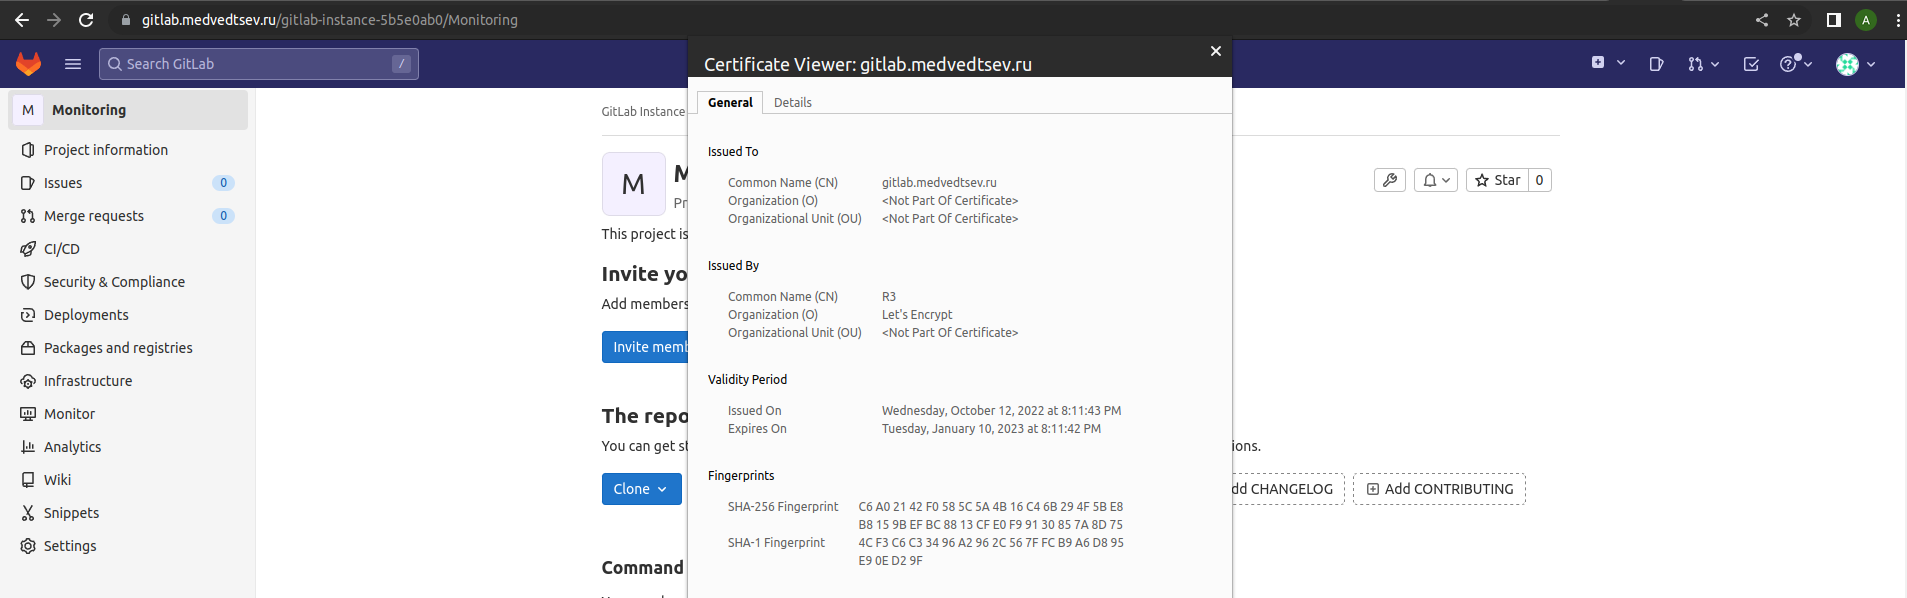 gitlab.medvedtsev.ru/gitlab-instance-5b5e0ab0/Monitoring
A
Search GitLab /
Certificate Viewer: gitlab.medvedtsev.ru
M Monitoring
Project information
Issues 0
Merge requests 0
CI/CD
Security & Compliance
Deployments
Packages and registries
Infrastructure
Monitor
Analytics
Wiki
Snippets
Settings
GitLab Instance
M
M
Pr
This project is
Invite yo
Add members
Invite memb
The repo
You can get st
Clone
Command
General Details
Issued To
Common Name (CN) gitlab.medvedtsev.ru
Organization (O) <Not Part Of Certificate>
Organizational Unit (OU) <Not Part Of Certificate>
Issued By
Common Name (CN) R3
Organization (O) Let's Encrypt
Organizational Unit (OU) <Not Part Of Certificate>
Validity Period
Issued On Wednesday, October 12, 2022 at 8:11:43 PM
Expires On Tuesday, January 10, 2023 at 8:11:42 PM
Fingerprints
SHA-256 Fingerprint C6 A0 21 42 F0 58 5C 5A 4B 16 C4 6B 29 4F 5B E8
B8 15 9B EF BC 88 13 CF E0 F9 91 30 85 7A 8D 75
SHA-1 Fingerprint 4C F3 C6 C3 34 96 A2 96 2C 56 7F FC B9 A6 D8 95
E9 0E D2 9F
Star 0
ions.
dd CHANGELOG
Add CONTRIBUTING